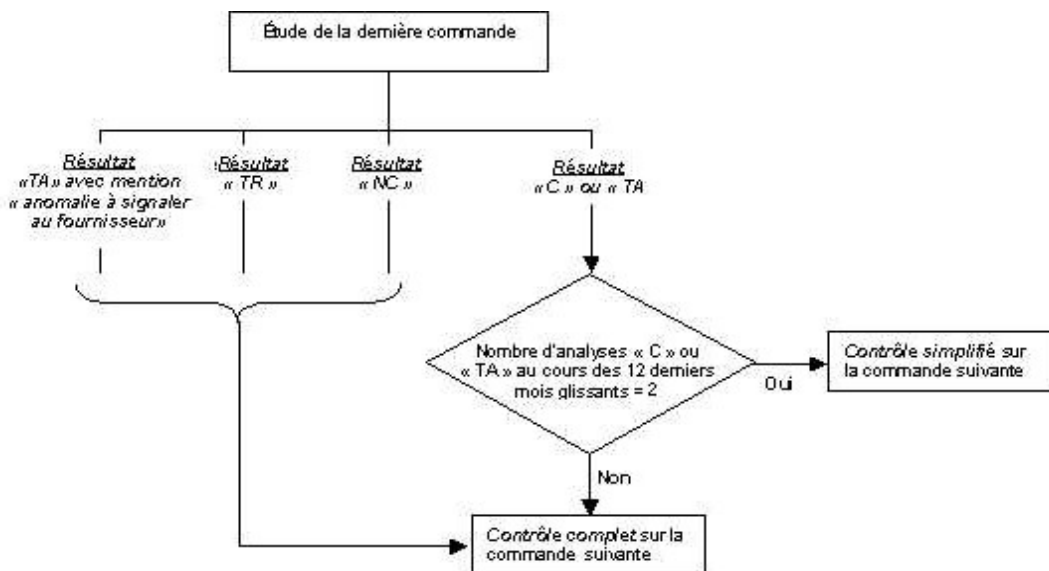 Étude de la dernière commande
Résultat
«TA» avec mention
« anomalie à signaler
au fournisseur»
Résultat
« TR »
Résultat
« NC »
Résultat
«C » ou « TA
Nombre d'analyses « C » ou
« TA » au cours des 12 derniers
mois glissants = 2
Oui
Contrôle simplifié sur
la commande suivante
Non
Contrôle complet sur la
commande suivante